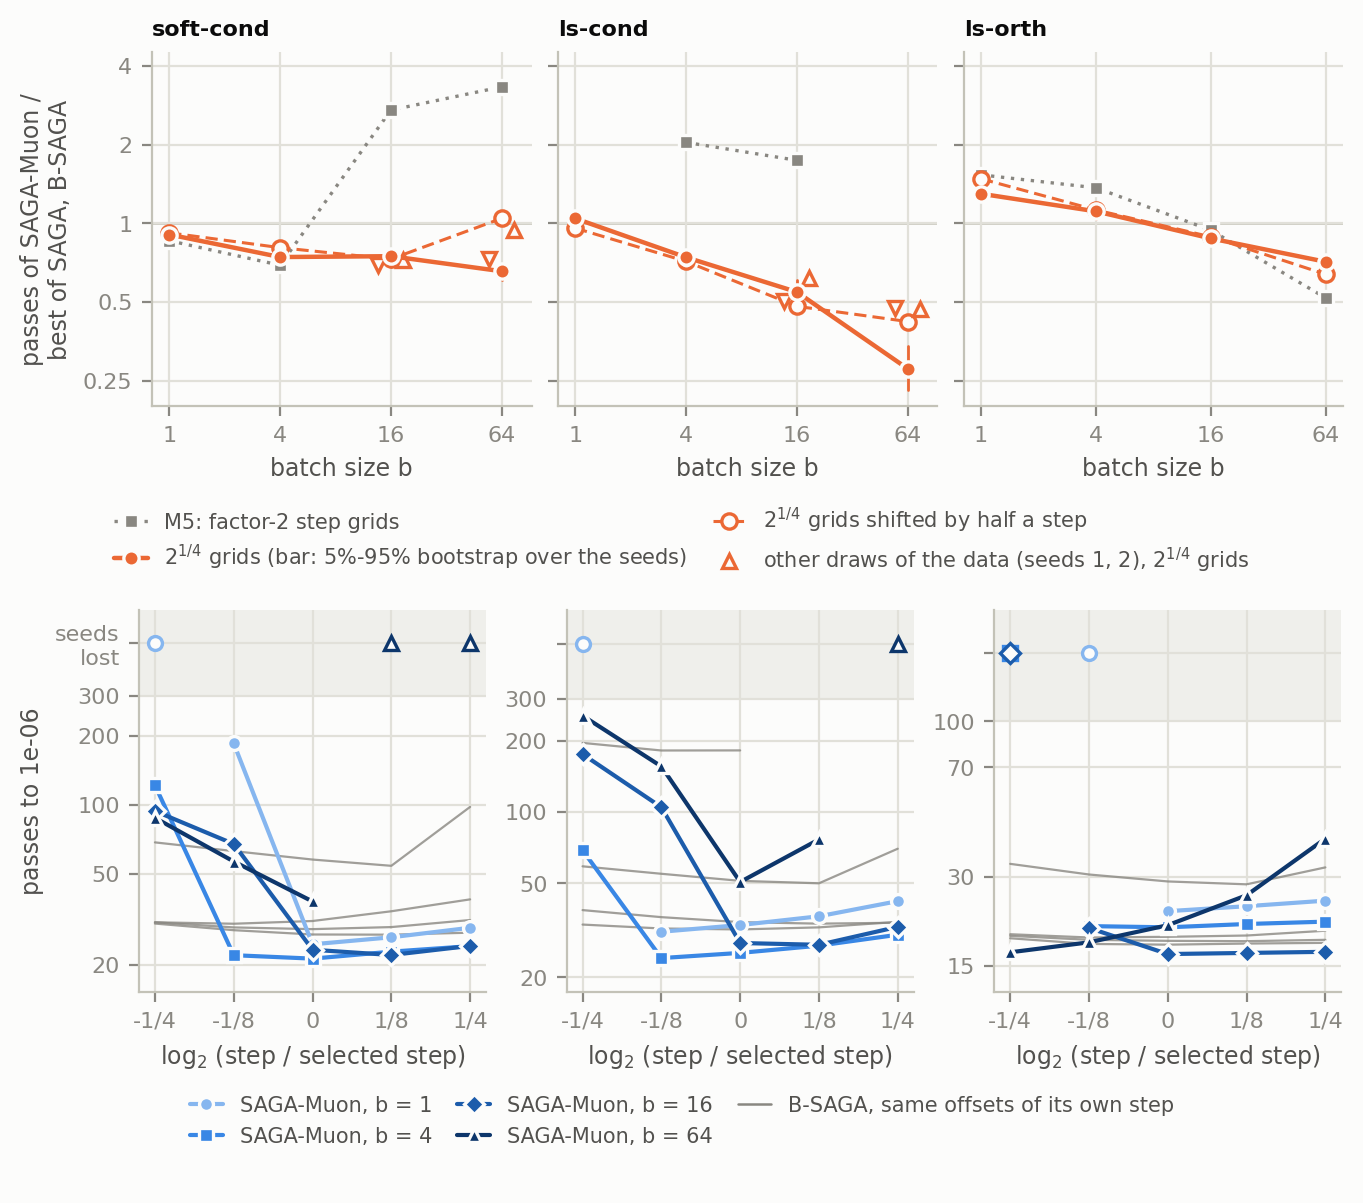 soft-cond
ls-cond
ls-orth
passes of SAGA-Muon /
best of SAGA, B-SAGA
4
2
1
0.5
0.25
1 4 16 64
1 4 16 64
1 4 16 64
batch size b
batch size b
batch size b
M5: factor-2 step grids
2^{1/4} grids (bar: 5%-95% bootstrap over the seeds)
2^{1/4} grids shifted by half a step
other draws of the data (seeds 1, 2), 2^{1/4} grids
passes to 1e-06
seeds
lost
300
200
100
50
20
300
200
100
50
20
100
70
30
15
-1/4 -1/8 0 1/8 1/4
-1/4 -1/8 0 1/8 1/4
-1/4 -1/8 0 1/8 1/4
log₂ (step / selected step)
log₂ (step / selected step)
log₂ (step / selected step)
SAGA-Muon, b = 1
SAGA-Muon, b = 4
SAGA-Muon, b = 16
SAGA-Muon, b = 64
B-SAGA, same offsets of its own step